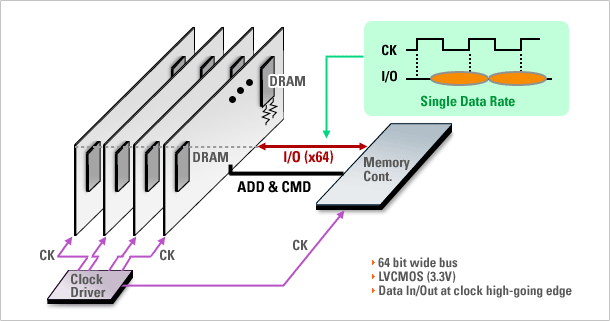 CK
I/O
Single Data Rate
DRAM
DRAM
I/O (x64)
Memory
Cont.
ADD & CMD
CK
CK
CK
Clock
Driver
64 bit wide bus
LVCMOS (3.3V)
Data In/Out at clock high-going edge